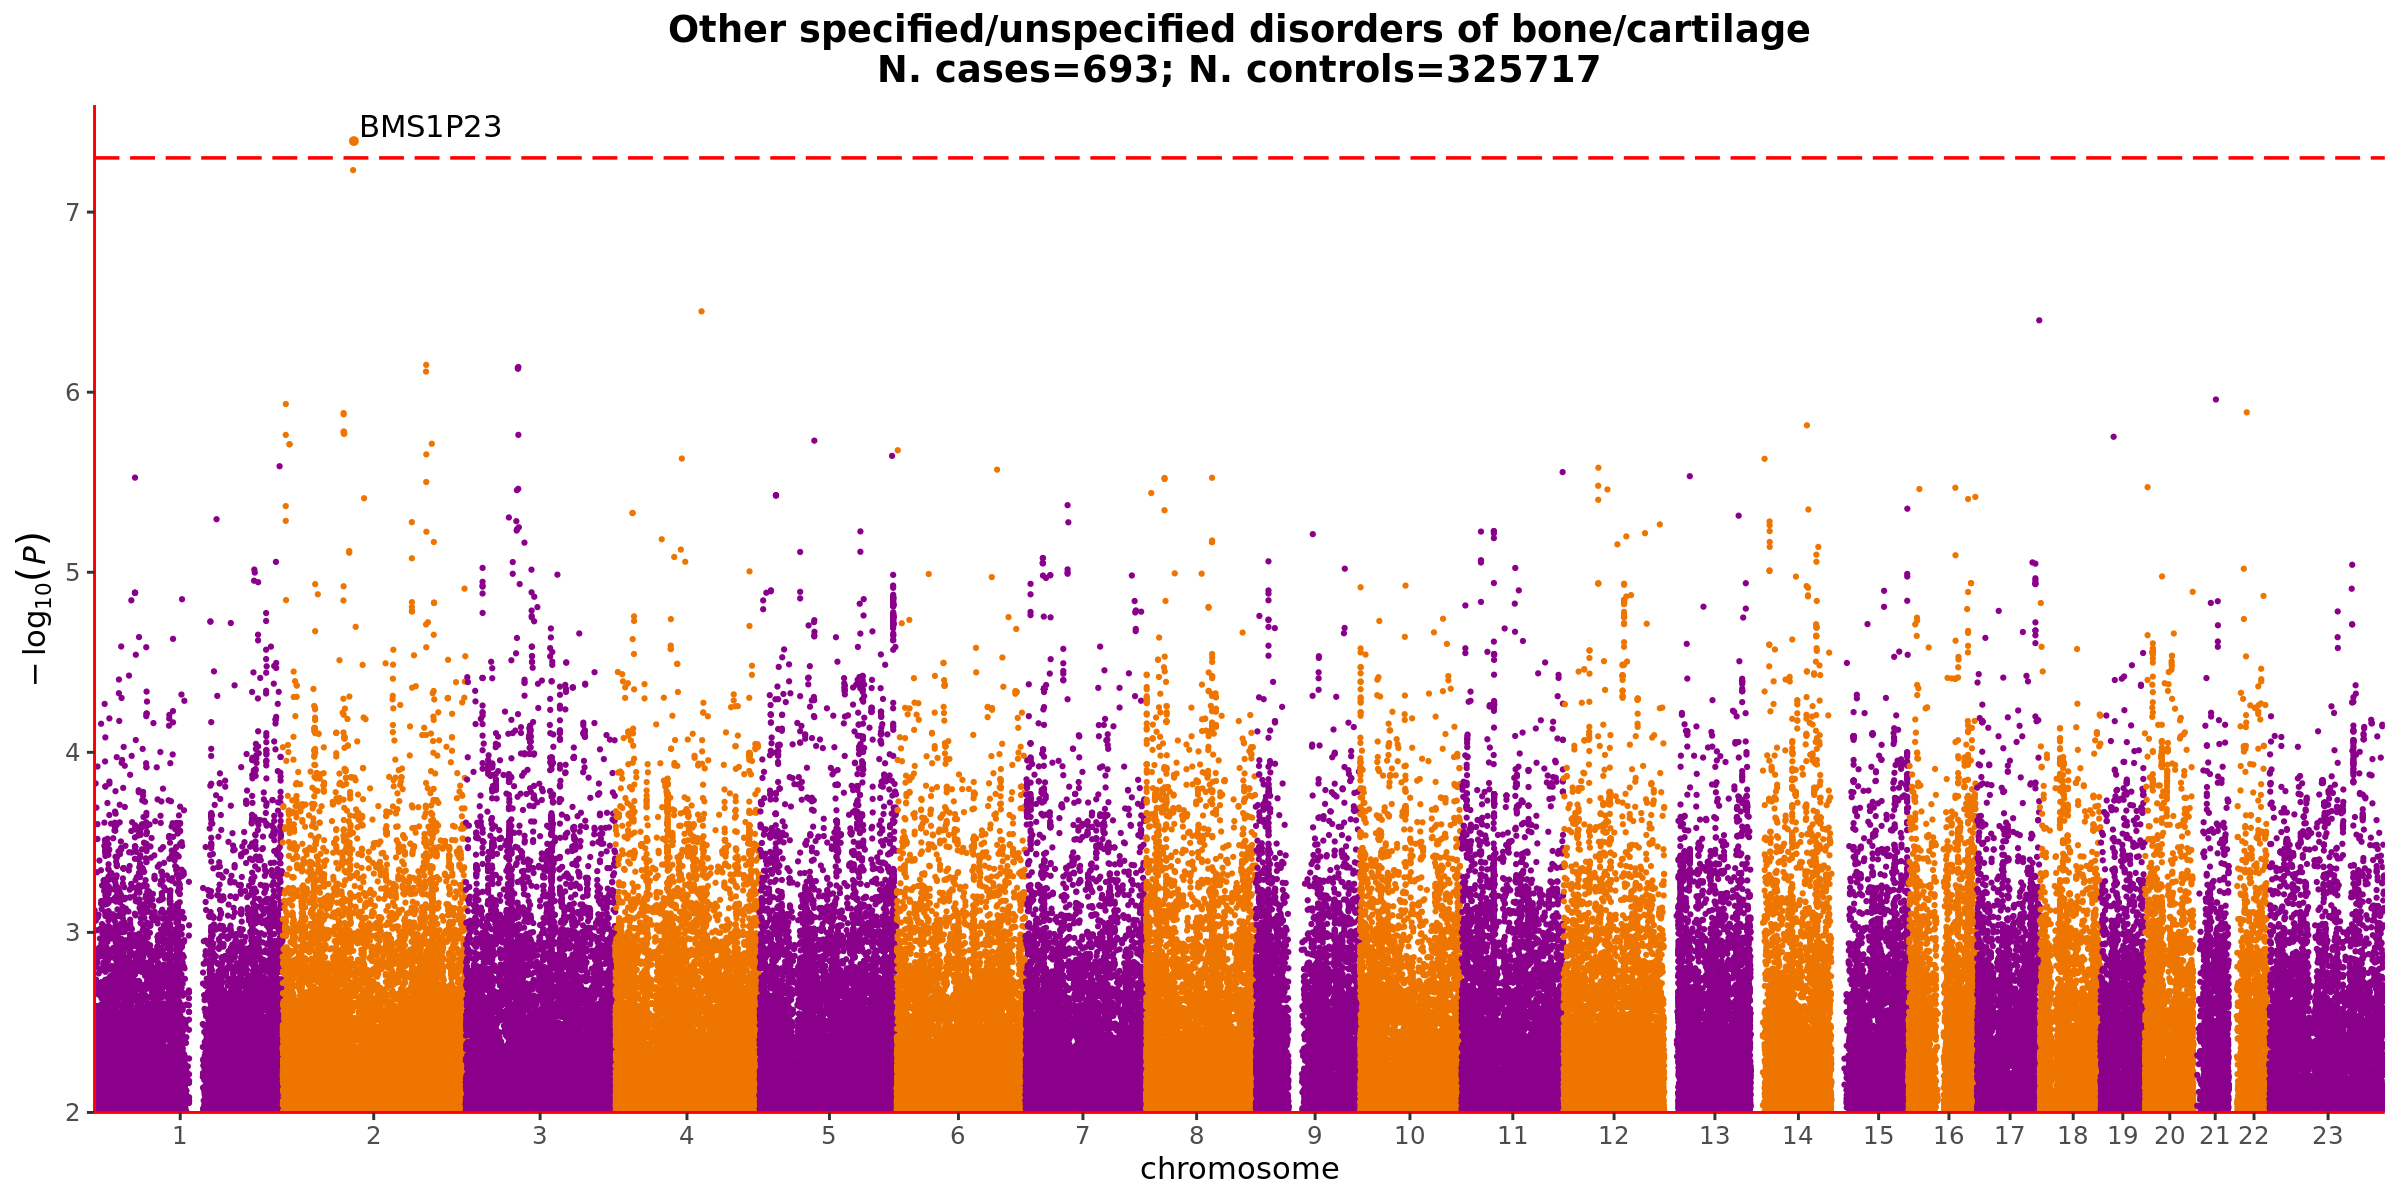 Other specified/unspecified disorders of bone/cartilage
N. cases=693; N. controls=325717
BMS1P23
7
6
5
4
3
2
−log10(P)
1 2 3 4 5 6 7 8 9 10 11 12 13 14 15 16 17 18 19 20 21 22 23
chromosome